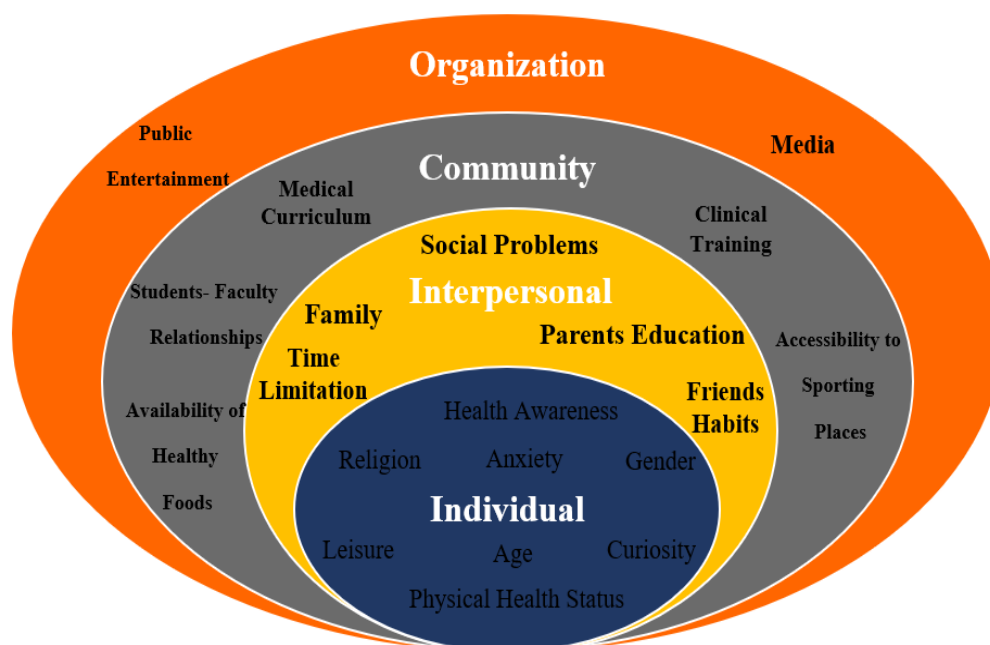 Organization
Public
Entertainment
Media
Community
Medical
Curriculum
Clinical
Training
Students- Faculty
Relationships
Availability of
Healthy
Foods
Accessibility to
Sporting
Places
Social Problems
Interpersonal
Family
Parents Education
Time
Limitation
Friends
Habits
Health Awareness
Religion
Anxiety
Gender
Individual
Leisure
Age
Curiosity
Physical Health Status